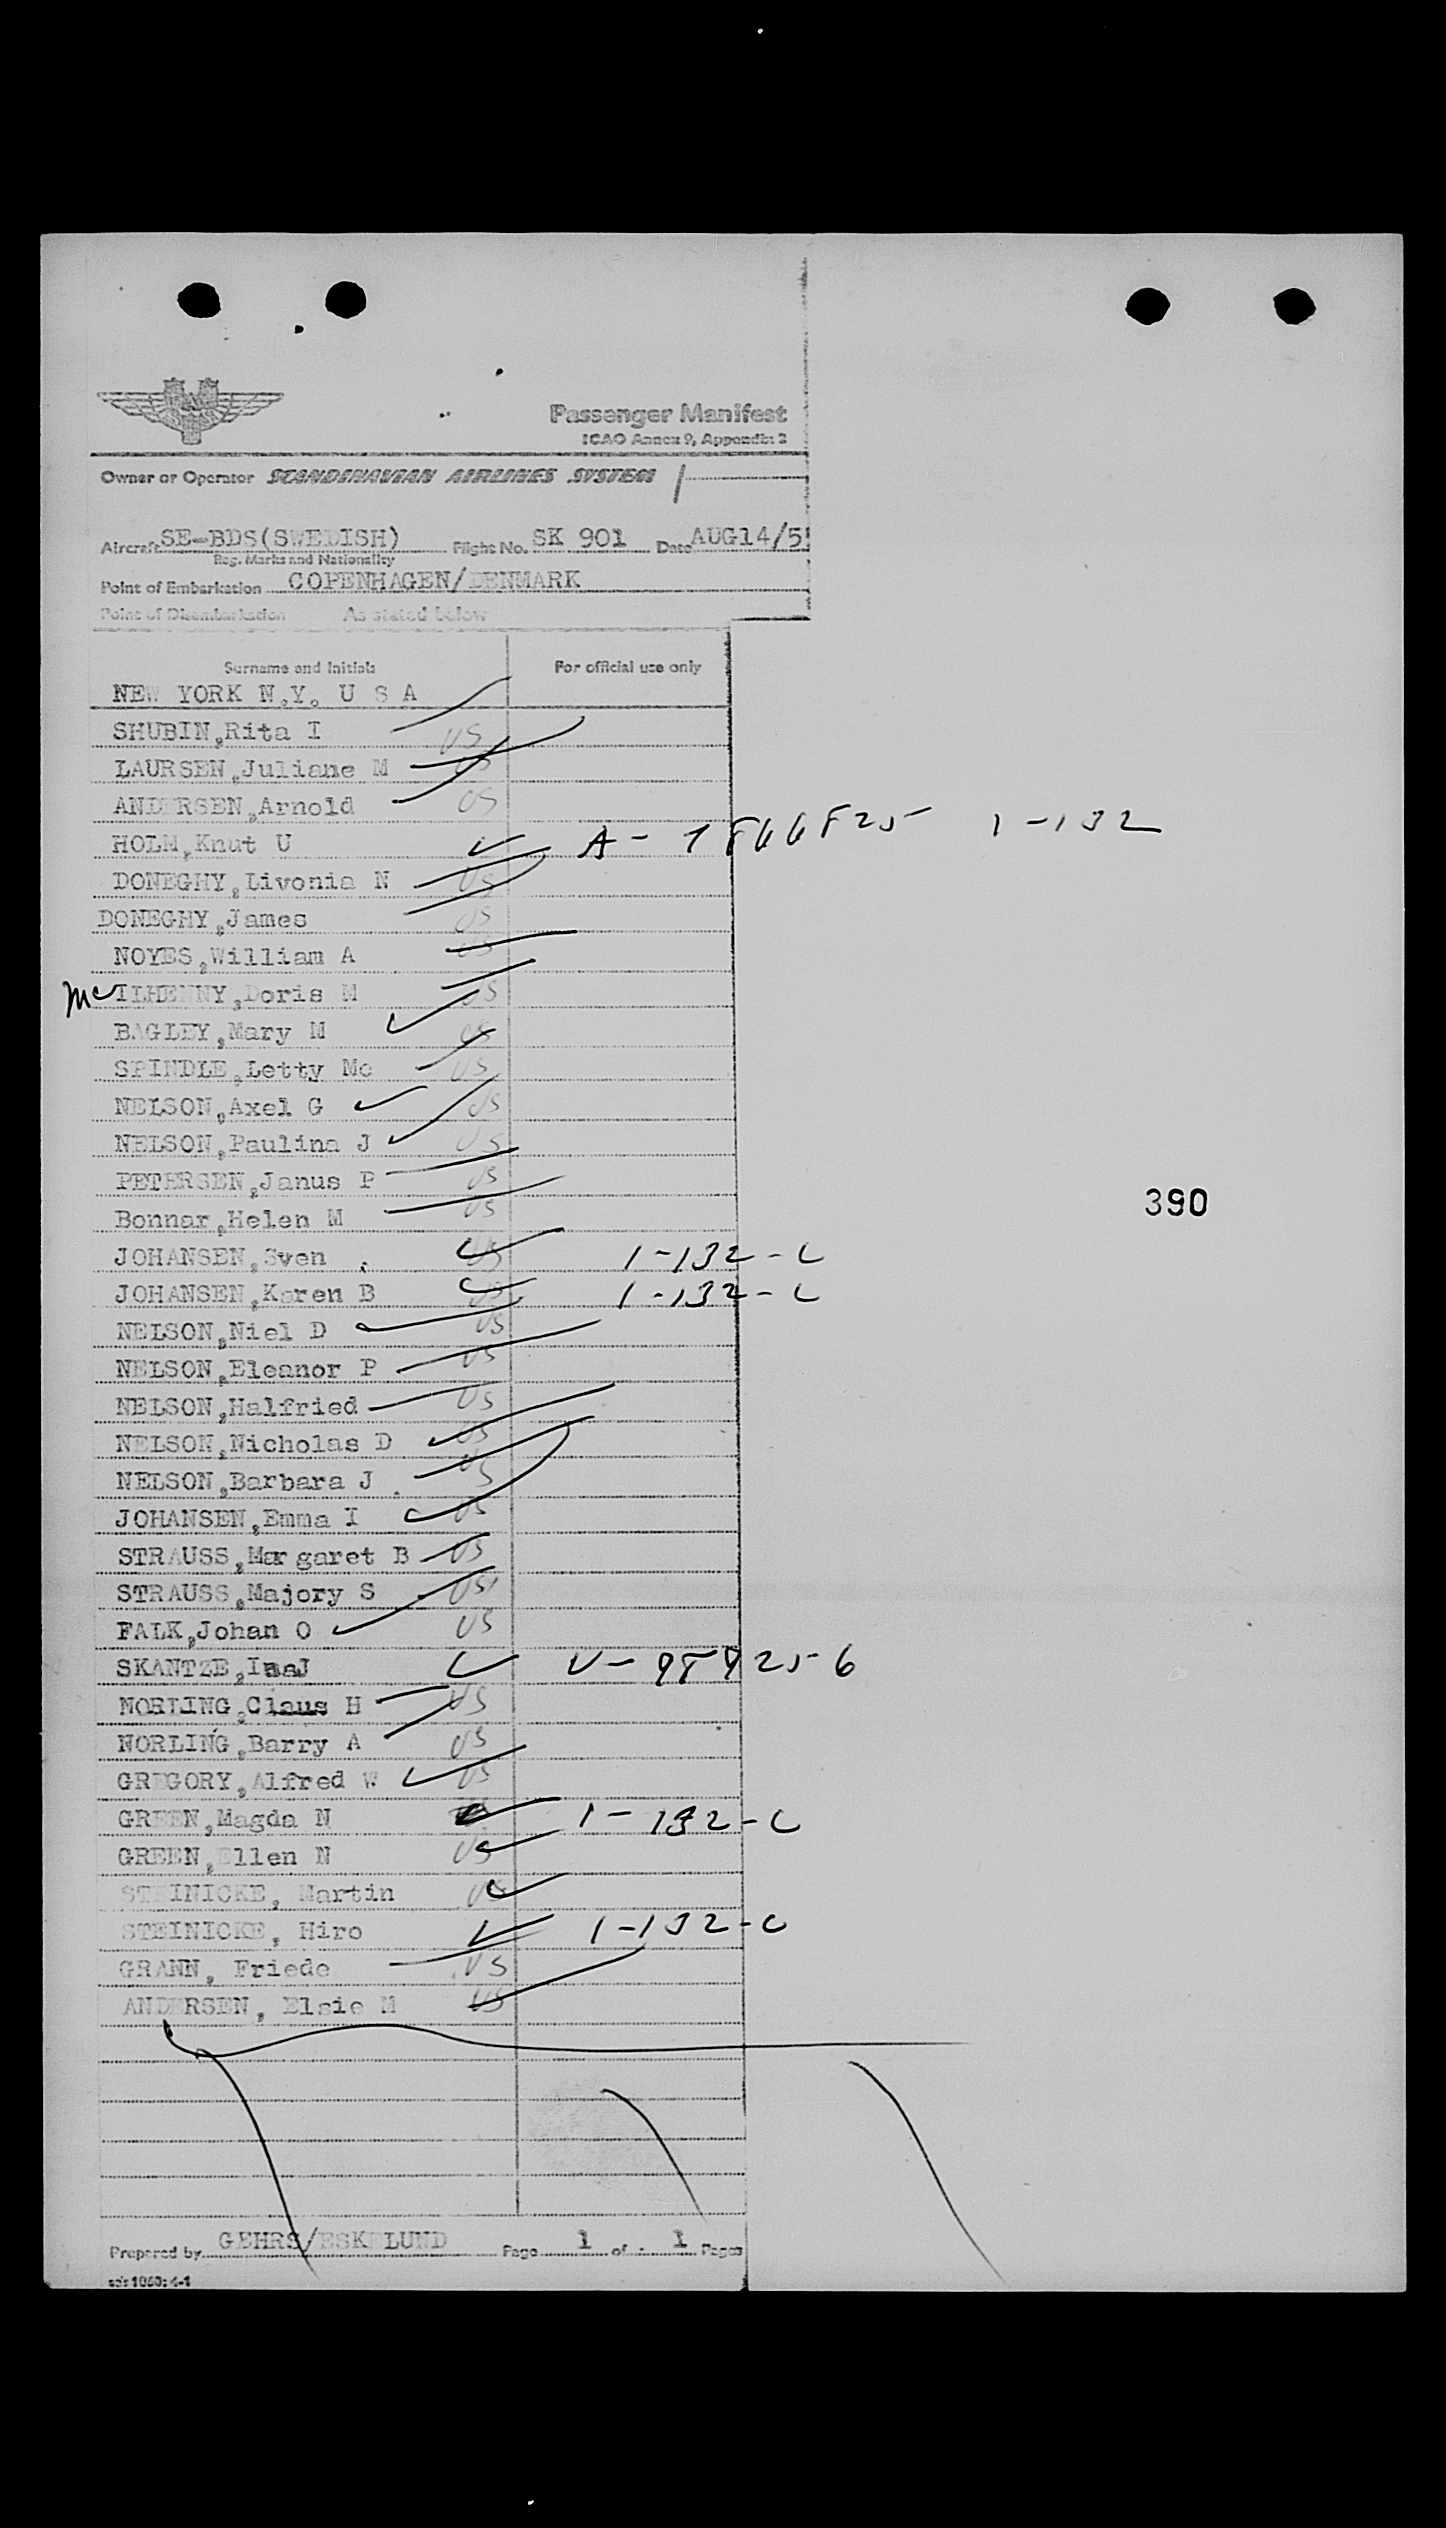 Passenger Manifest
ICAO Annex 9, Appendix 2
Owner or Operator SCANDINAVIAN AIRLINES SYSTEM
Aircraft SE-BDS(SWEDISH) Flight No. SK 901 Date AUG14/5
Reg. Marks and Nationality
Point of Embarkation COPENHAGEN/DENMARK
Point of Disembarkation As stated below
Surname and Initials For official use only
NEW YORK N.Y. U S A
SHUBIN,Rita I US
LAURSEN,Juliane M US
ANDERSEN,Arnold US
HOLM,Knut U A- 1-132
DONEGHY,Livonia N US
DONEGHY,James US
NOYES,William A US
Mc ILHENNY,Doris M US
BAGLEY,Mary M US
SPINDLE,Letty Mc US
NELSON,Axel G US
NELSON,Paulina J US
PETERSEN,Janus P US
Bonnar,Helen M US
390
JOHANSEN,Sven US 1-132-C
JOHANSEN,Karen B US 1-132-C
NELSON,Niel D US
NELSON,Eleanor P US
NELSON,Halfried US
NELSON,Nicholas D US
NELSON,Barbara J US
JOHANSEN,Emma I US
STRAUSS,Margaret B US
STRAUSS,Majory S US
FALK,Johan O US
SKANTZE, V-
NORLING,Claus H US
NORLING,Barry A US
GREGORY,Alfred W US
GREEN,Magda N 1-132-C
GREEN,Ellen N US
STEINICKE, Martin US
STEINICKE, Hiro 1-132-C
GRANN, Friede US
ANDERSEN, Elsie M US
Prepared by GEHRS/ESKELUND Page 1 of 1 Pages